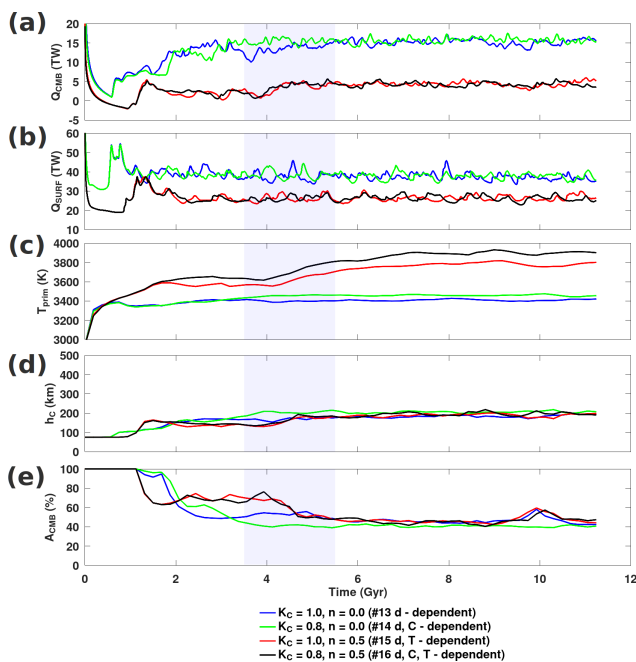 (a)
20
15
10
5
0
-5
Q_CMB (TW)
(b)
60
50
40
30
20
10
Q_SURF (TW)
(c)
4000
3800
3600
3400
3200
3000
T_prim (K)
(d)
500
400
300
200
100
0
h_C (km)
(e)
100
80
60
40
20
0
A_CMB (%)
0 2 4 6 8 10 12
Time (Gyr)
K_C = 1.0, n = 0.0 (#13 d - dependent)
K_C = 0.8, n = 0.0 (#14 d, C - dependent)
K_C = 1.0, n = 0.5 (#15 d, T - dependent)
K_C = 0.8, n = 0.5 (#16 d, C, T - dependent)